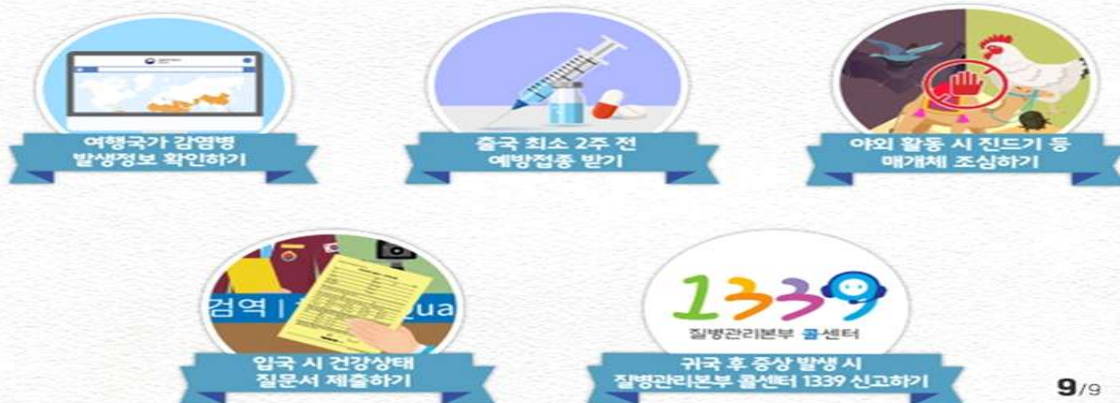 여행국가 감염병
발생정보 확인하기
출국 최소 2주 전
예방접종 받기
야외 활동 시 진드기 등
매개체 조심하기
검역 |
ua
입국 시 건강상태
질문서 제출하기
1339
질병관리본부 콜센터
귀국 후 증상 발생 시
질병관리본부 콜센터 1339 신고하기
9/9